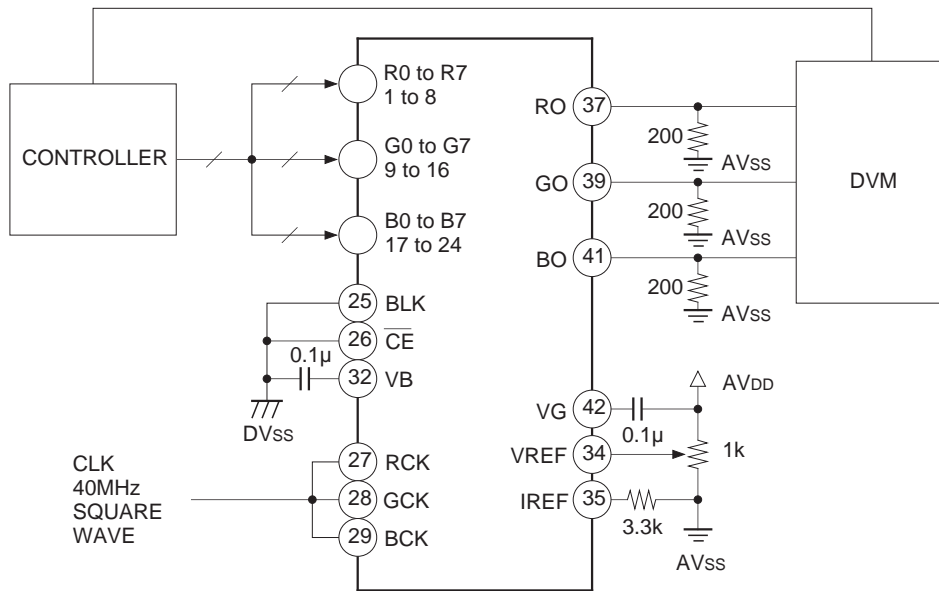 CONTROLLER
R0 to R7
1 to 8
G0 to G7
9 to 16
B0 to B7
17 to 24
25 BLK
26 CE
0.1µ
32 VB
DVSS
CLK
40MHz
SQUARE
WAVE
27 RCK
28 GCK
29 BCK
RO 37
200
AVSS
GO 39
200
AVSS
BO 41
200
AVSS
DVM
AVDD
VG 42
0.1µ
VREF 34
1k
IREF 35
3.3k
AVSS